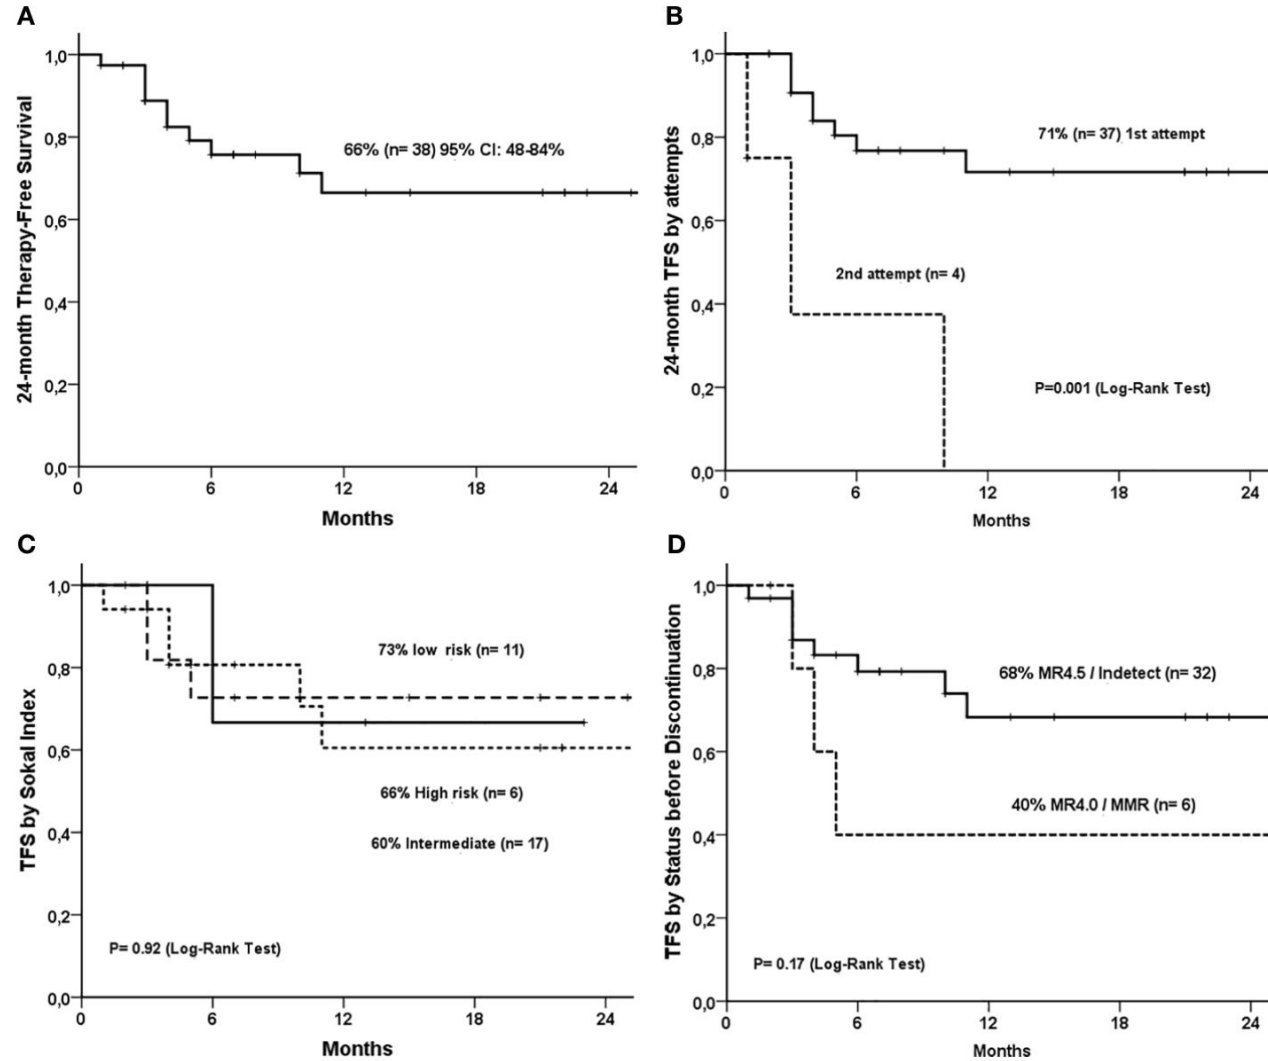 A
24-month Therapy-Free Survival
1,0
0,8
0,6
0,4
0,2
0,0
66% (n= 38) 95% CI: 48-84%
0 6 12 18 24
Months
B
24-month TFS by attempts
1,0
0,8
0,6
0,4
0,2
0,0
71% (n= 37) 1st attempt
2nd attempt (n= 4)
P=0.001 (Log-Rank Test)
0 6 12 18 24
Months
C
TFS by Sokal Index
1,0
0,8
0,6
0,4
0,2
0,0
73% low risk (n= 11)
66% High risk (n= 6)
60% Intermediate (n= 17)
P= 0.92 (Log-Rank Test)
0 6 12 18 24
Months
D
TFS by Status before Discontinuation
1,0
0,8
0,6
0,4
0,2
0,0
68% MR4.5 / Indetect (n= 32)
40% MR4.0 / MMR (n= 6)
P= 0.17 (Log-Rank Test)
0 6 12 18 24
Months